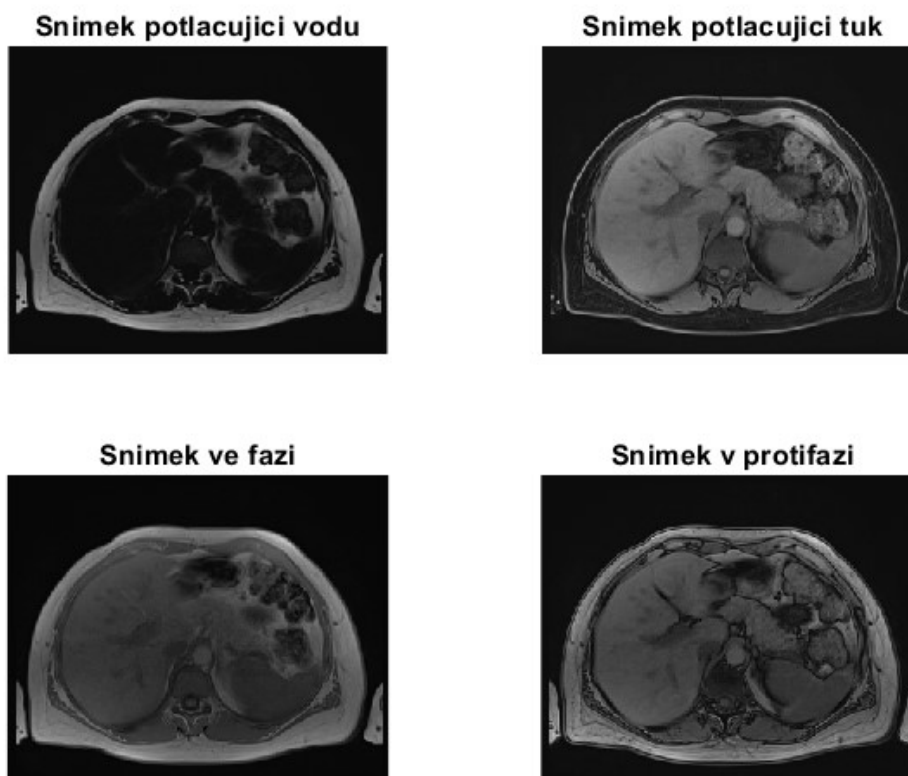 Snimek potlacujici vodu
Snimek potlacujici tuk
Snimek ve fazi
Snimek v protifazi